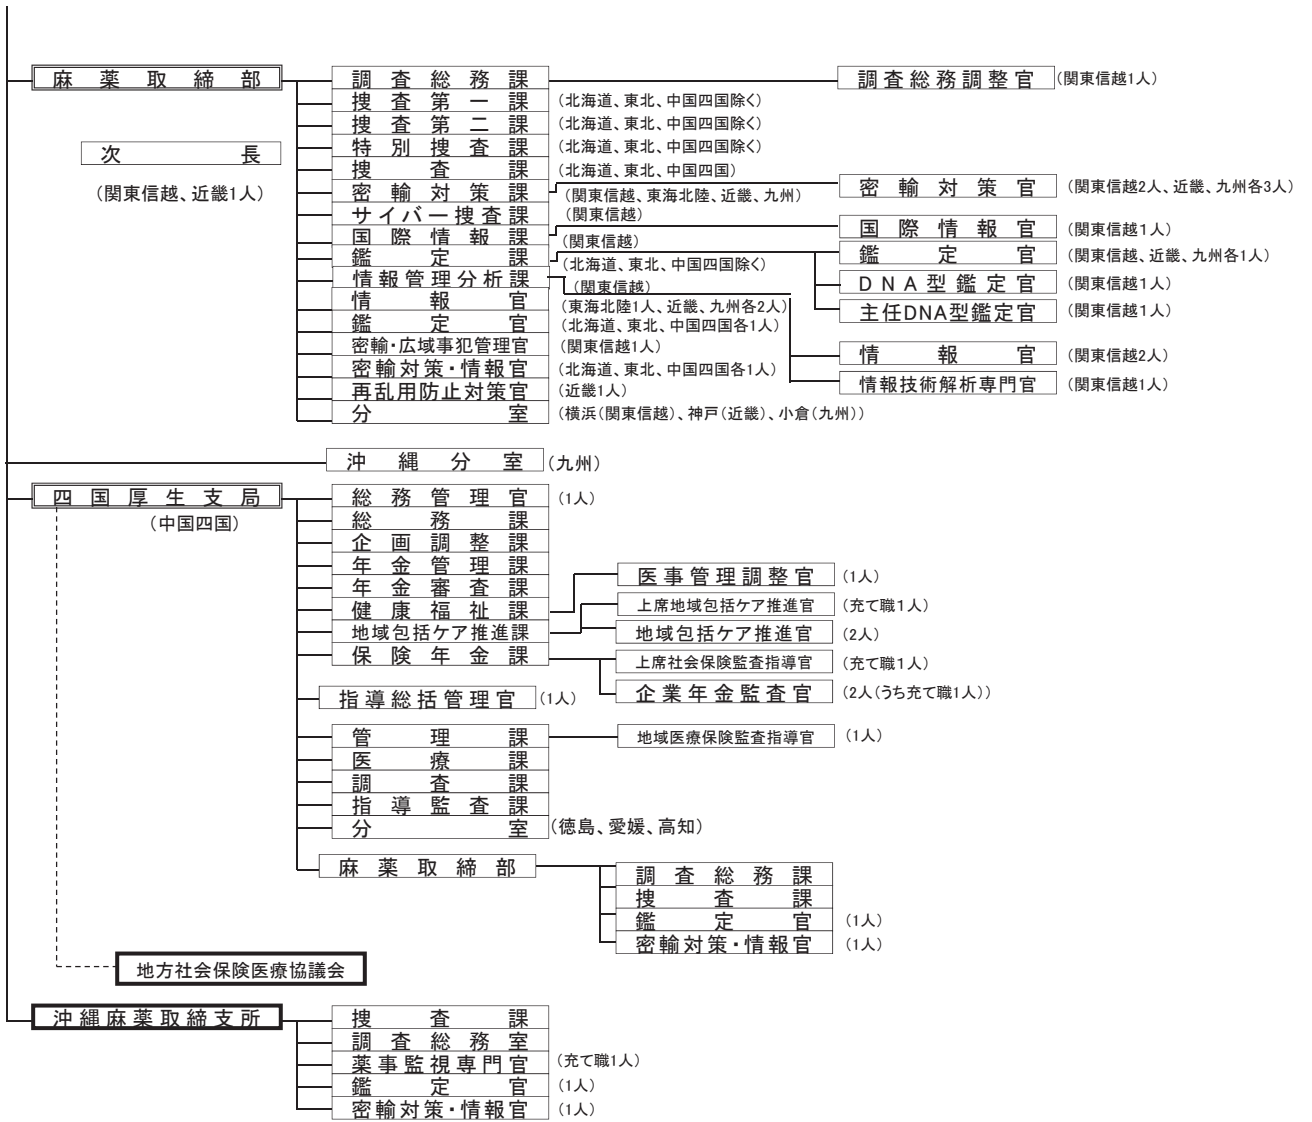 麻薬取締部 調査総務課 調査総務調整官 (関東信越1人)
捜査第一課 (北海道、東北、中国四国除く)
捜査第二課 (北海道、東北、中国四国除く)
次長 特別捜査課 (北海道、東北、中国四国除く)
捜査課 (北海道、東北、中国四国)
(関東信越、近畿1人) 密輸対策課 (関東信越、東海北陸、近畿、九州) 密輸対策官 (関東信越2人、近畿、九州各3人)
サイバー捜査課 (関東信越)
国際情報課 (関東信越) 国際情報官 (関東信越1人)
鑑定課 (北海道、東北、中国四国除く) 鑑定官 (関東信越、近畿、九州各1人)
情報管理分析課 (関東信越) DNA型鑑定官 (関東信越1人)
情報官 (東海北陸1人、近畿、九州各2人) 主任DNA型鑑定官 (関東信越1人)
鑑定官 (北海道、東北、中国四国各1人)
密輸・広域事犯管理官 (関東信越1人) 情報官 (関東信越2人)
密輸対策・情報官 (北海道、東北、中国四国各1人)
再乱用防止対策官 (近畿1人) 情報技術解析専門官 (関東信越1人)
分室 (横浜(関東信越)、神戸(近畿)、小倉(九州))
沖縄分室 (九州)
四国厚生支局 総務管理官 (1人)
(中国四国) 総務課
企画調整課
年金管理課
年金審査課 医事管理調整官 (1人)
健康福祉課 上席地域包括ケア推進官 (充て職1人)
地域包括ケア推進課 地域包括ケア推進官 (2人)
保険年金課 上席社会保険監査指導官 (充て職1人)
指導総括管理官 (1人) 企業年金監査官 (2人(うち充て職1人))
管理課 地域医療保険監査指導官 (1人)
医療課
調査課
指導監査課
分室 (徳島、愛媛、高知)
麻薬取締部 調査総務課
捜査課
鑑定官 (1人)
密輸対策・情報官 (1人)
地方社会保険医療協議会
沖縄麻薬取締支所 捜査課
調査総務室
薬事監視専門官 (充て職1人)
鑑定官 (1人)
密輸対策・情報官 (1人)